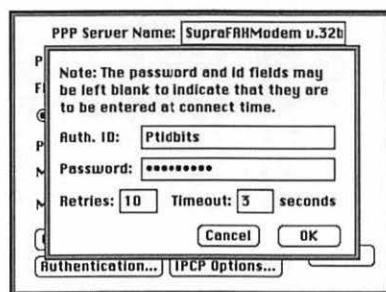 PPP Server Name: SupraFAXModem v.32b
P
Note: The password and id fields may
Fl
be left blank to indicate that they are
to be entered at connect time.
P
Auth. ID: Ptidbits
M
Password: •••••••••
M
Retries: 10 Timeout: 3 seconds
Cancel OK
Authentication... IPCP Options...